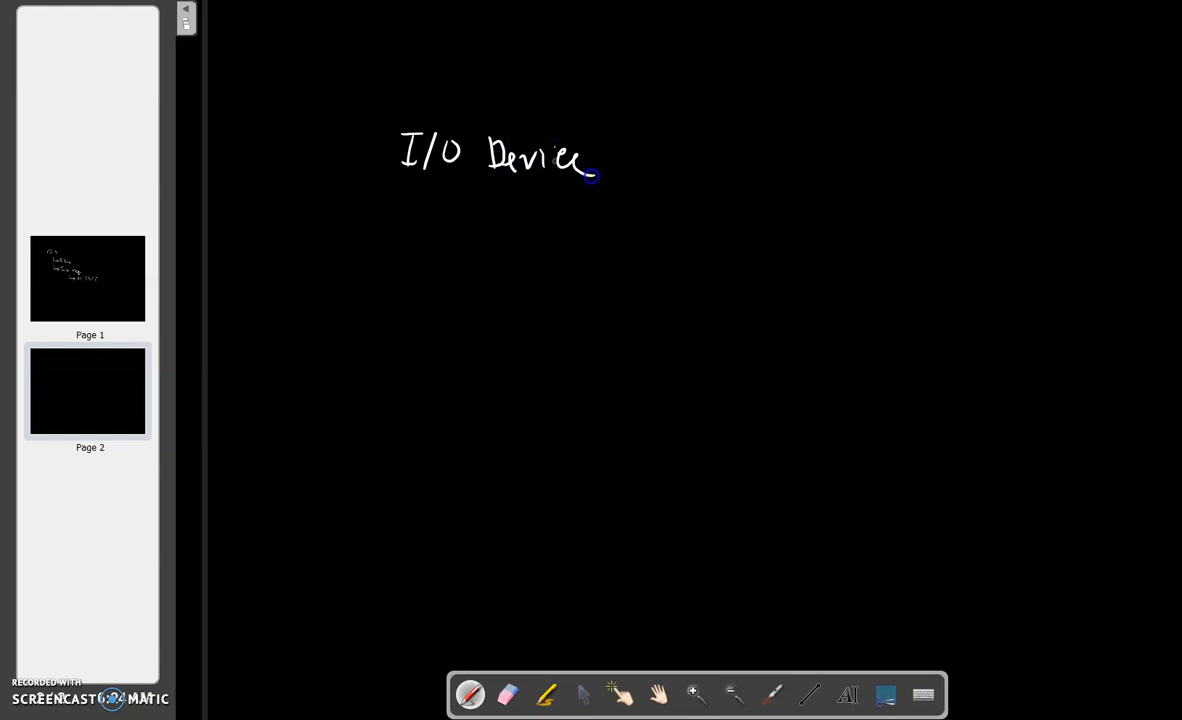 I/O Device
Page 1
Page 2
RECORDED WITH
SCREENCAST-O-MATIC